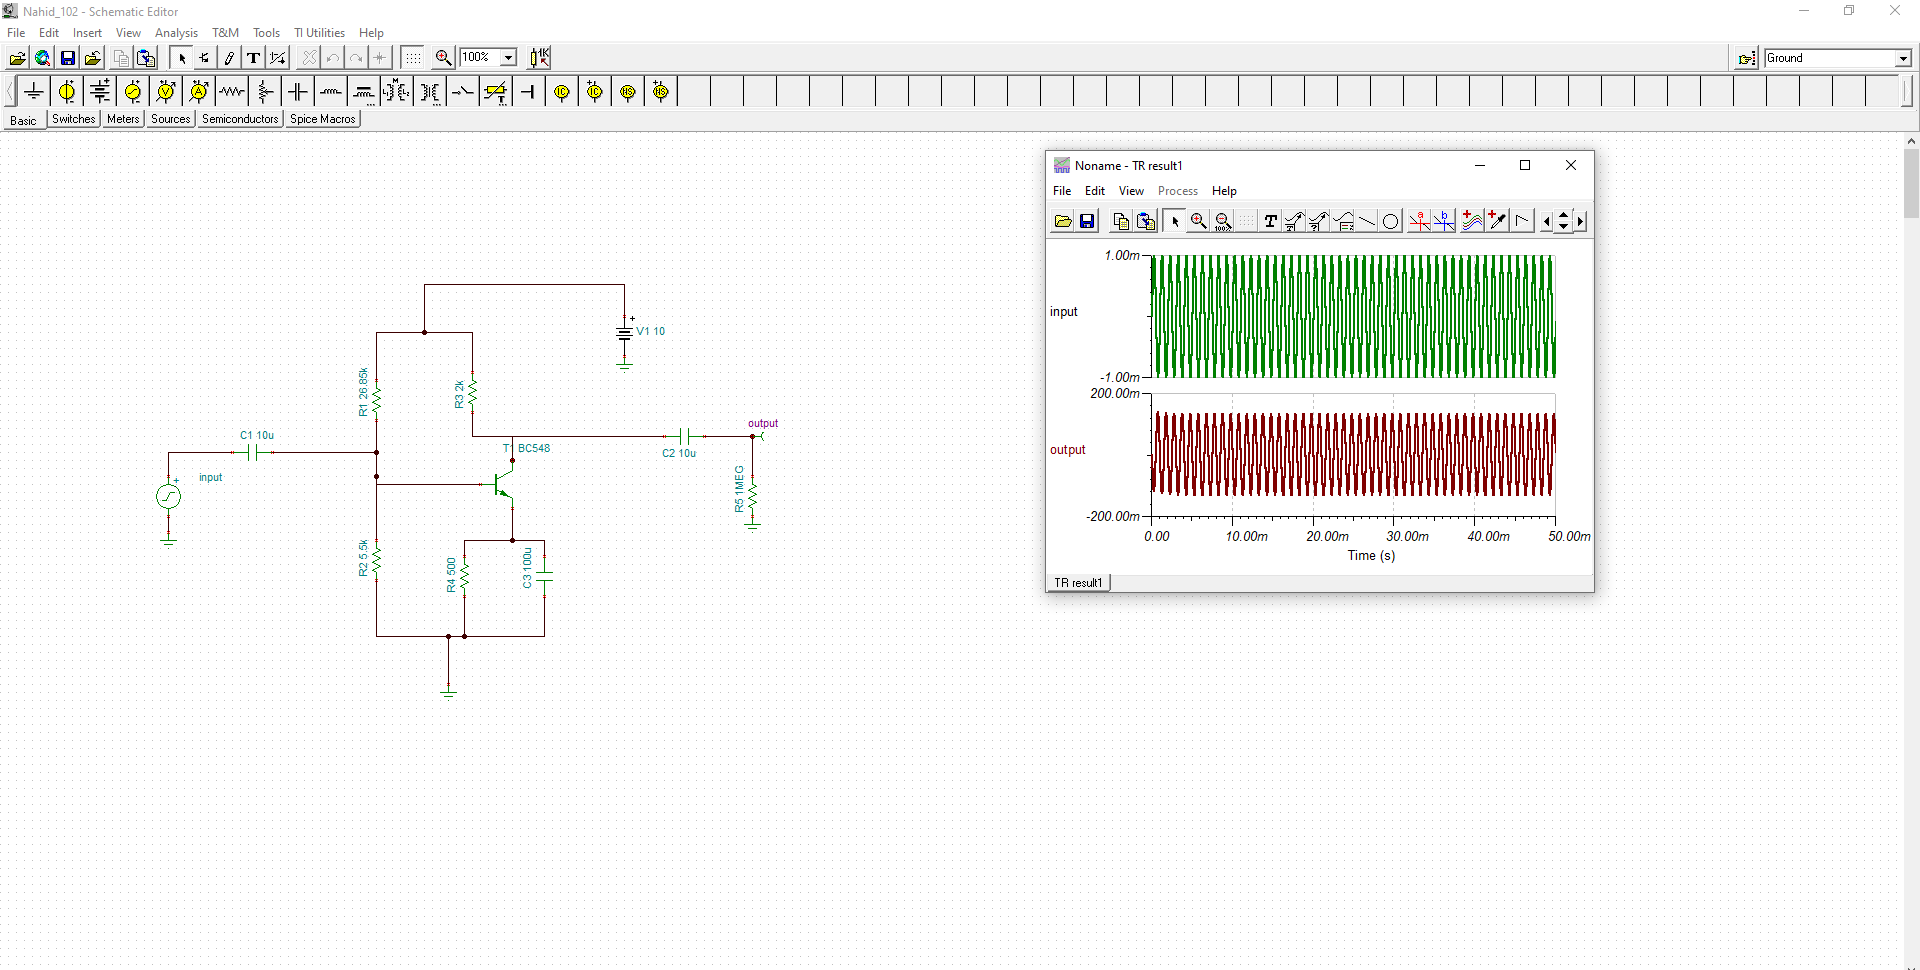 Nahid_102 - Schematic Editor
File Edit Insert View Analysis T&M Tools TI Utilities Help
100%
1K
Ground
Basic Switches Meters Sources Semiconductors Spice Macros
Noname - TR result1
File Edit View Process Help
1.00m
input
-1.00m
200.00m
output
-200.00m
0.00 10.00m 20.00m 30.00m 40.00m 50.00m
Time (s)
TR result1
V1 10
R1 26.85k
R3 2k
C1 10u
input
output
T BC548
C2 10u
R5 1MEG
R2 5.5k
R4 500
C3 100u